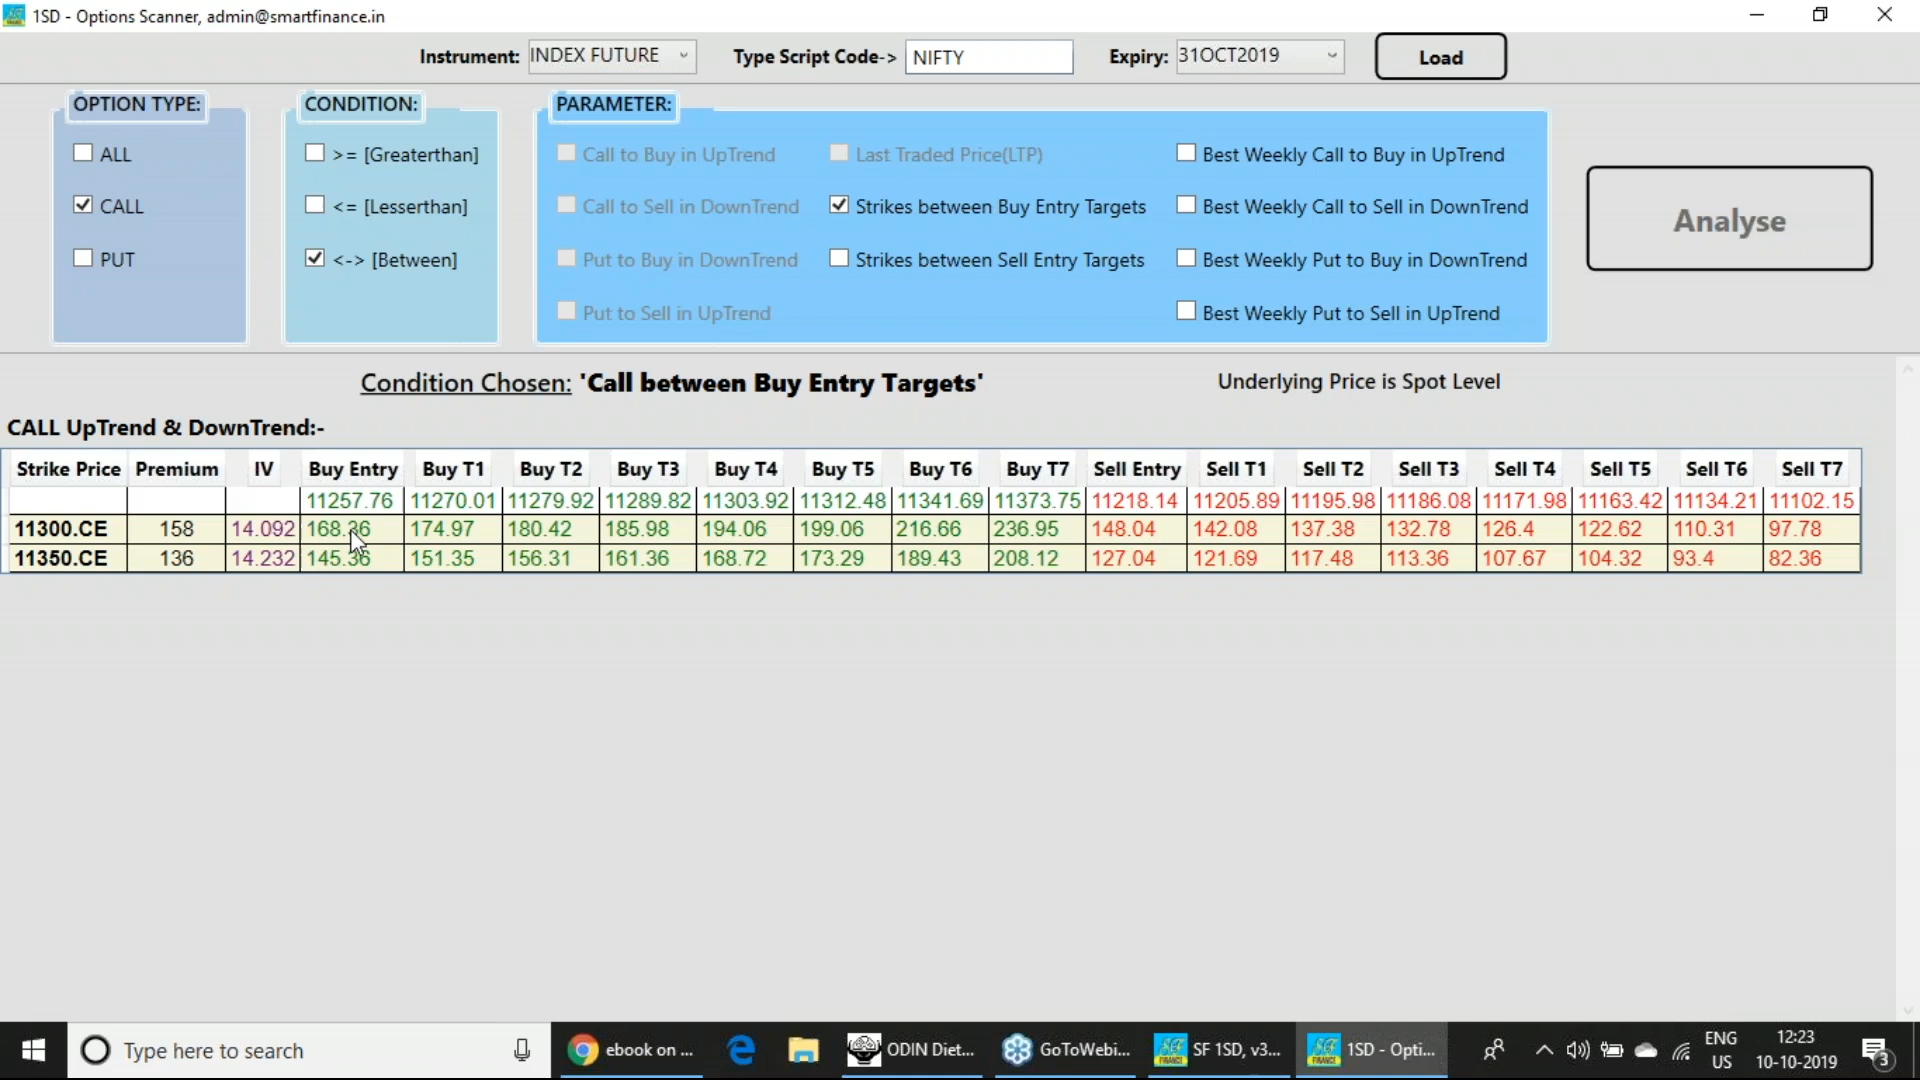 1SD - Options Scanner, admin@smartfinance.in
Instrument: INDEX FUTURE Type Script Code-> NIFTY Expiry: 31OCT2019 Load
OPTION TYPE: CONDITION: PARAMETER:
ALL >= [Greaterthan] Call to Buy in UpTrend Last Traded Price(LTP) Best Weekly Call to Buy in UpTrend
CALL <= [Lesserthan] Call to Sell in DownTrend Strikes between Buy Entry Targets Best Weekly Call to Sell in DownTrend
Analyse
PUT <-> [Between] Put to Buy in DownTrend Strikes between Sell Entry Targets Best Weekly Put to Buy in DownTrend
Put to Sell in UpTrend Best Weekly Put to Sell in UpTrend
Condition Chosen: 'Call between Buy Entry Targets' Underlying Price is Spot Level
CALL UpTrend & DownTrend:-
Strike Price Premium IV Buy Entry Buy T1 Buy T2 Buy T3 Buy T4 Buy T5 Buy T6 Buy T7 Sell Entry Sell T1 Sell T2 Sell T3 Sell T4 Sell T5 Sell T6 Sell T7
11257.76 11270.01 11279.92 11289.82 11303.92 11312.48 11341.69 11373.75 11218.14 11205.89 11195.98 11186.08 11171.98 11163.42 11134.21 11102.15
11300.CE 158 14.092 168.36 174.97 180.42 185.98 194.06 199.06 216.66 236.95 148.04 142.08 137.38 132.78 126.4 122.62 110.31 97.78
11350.CE 136 14.232 145.36 151.35 156.31 161.36 168.72 173.29 189.43 208.12 127.04 121.69 117.48 113.36 107.67 104.32 93.4 82.36
Type here to search ebook on ... ODIN Diet... GoToWebi... SF 1SD, v3... 1SD - Opti... ENG 12:23
US 10-10-2019 3